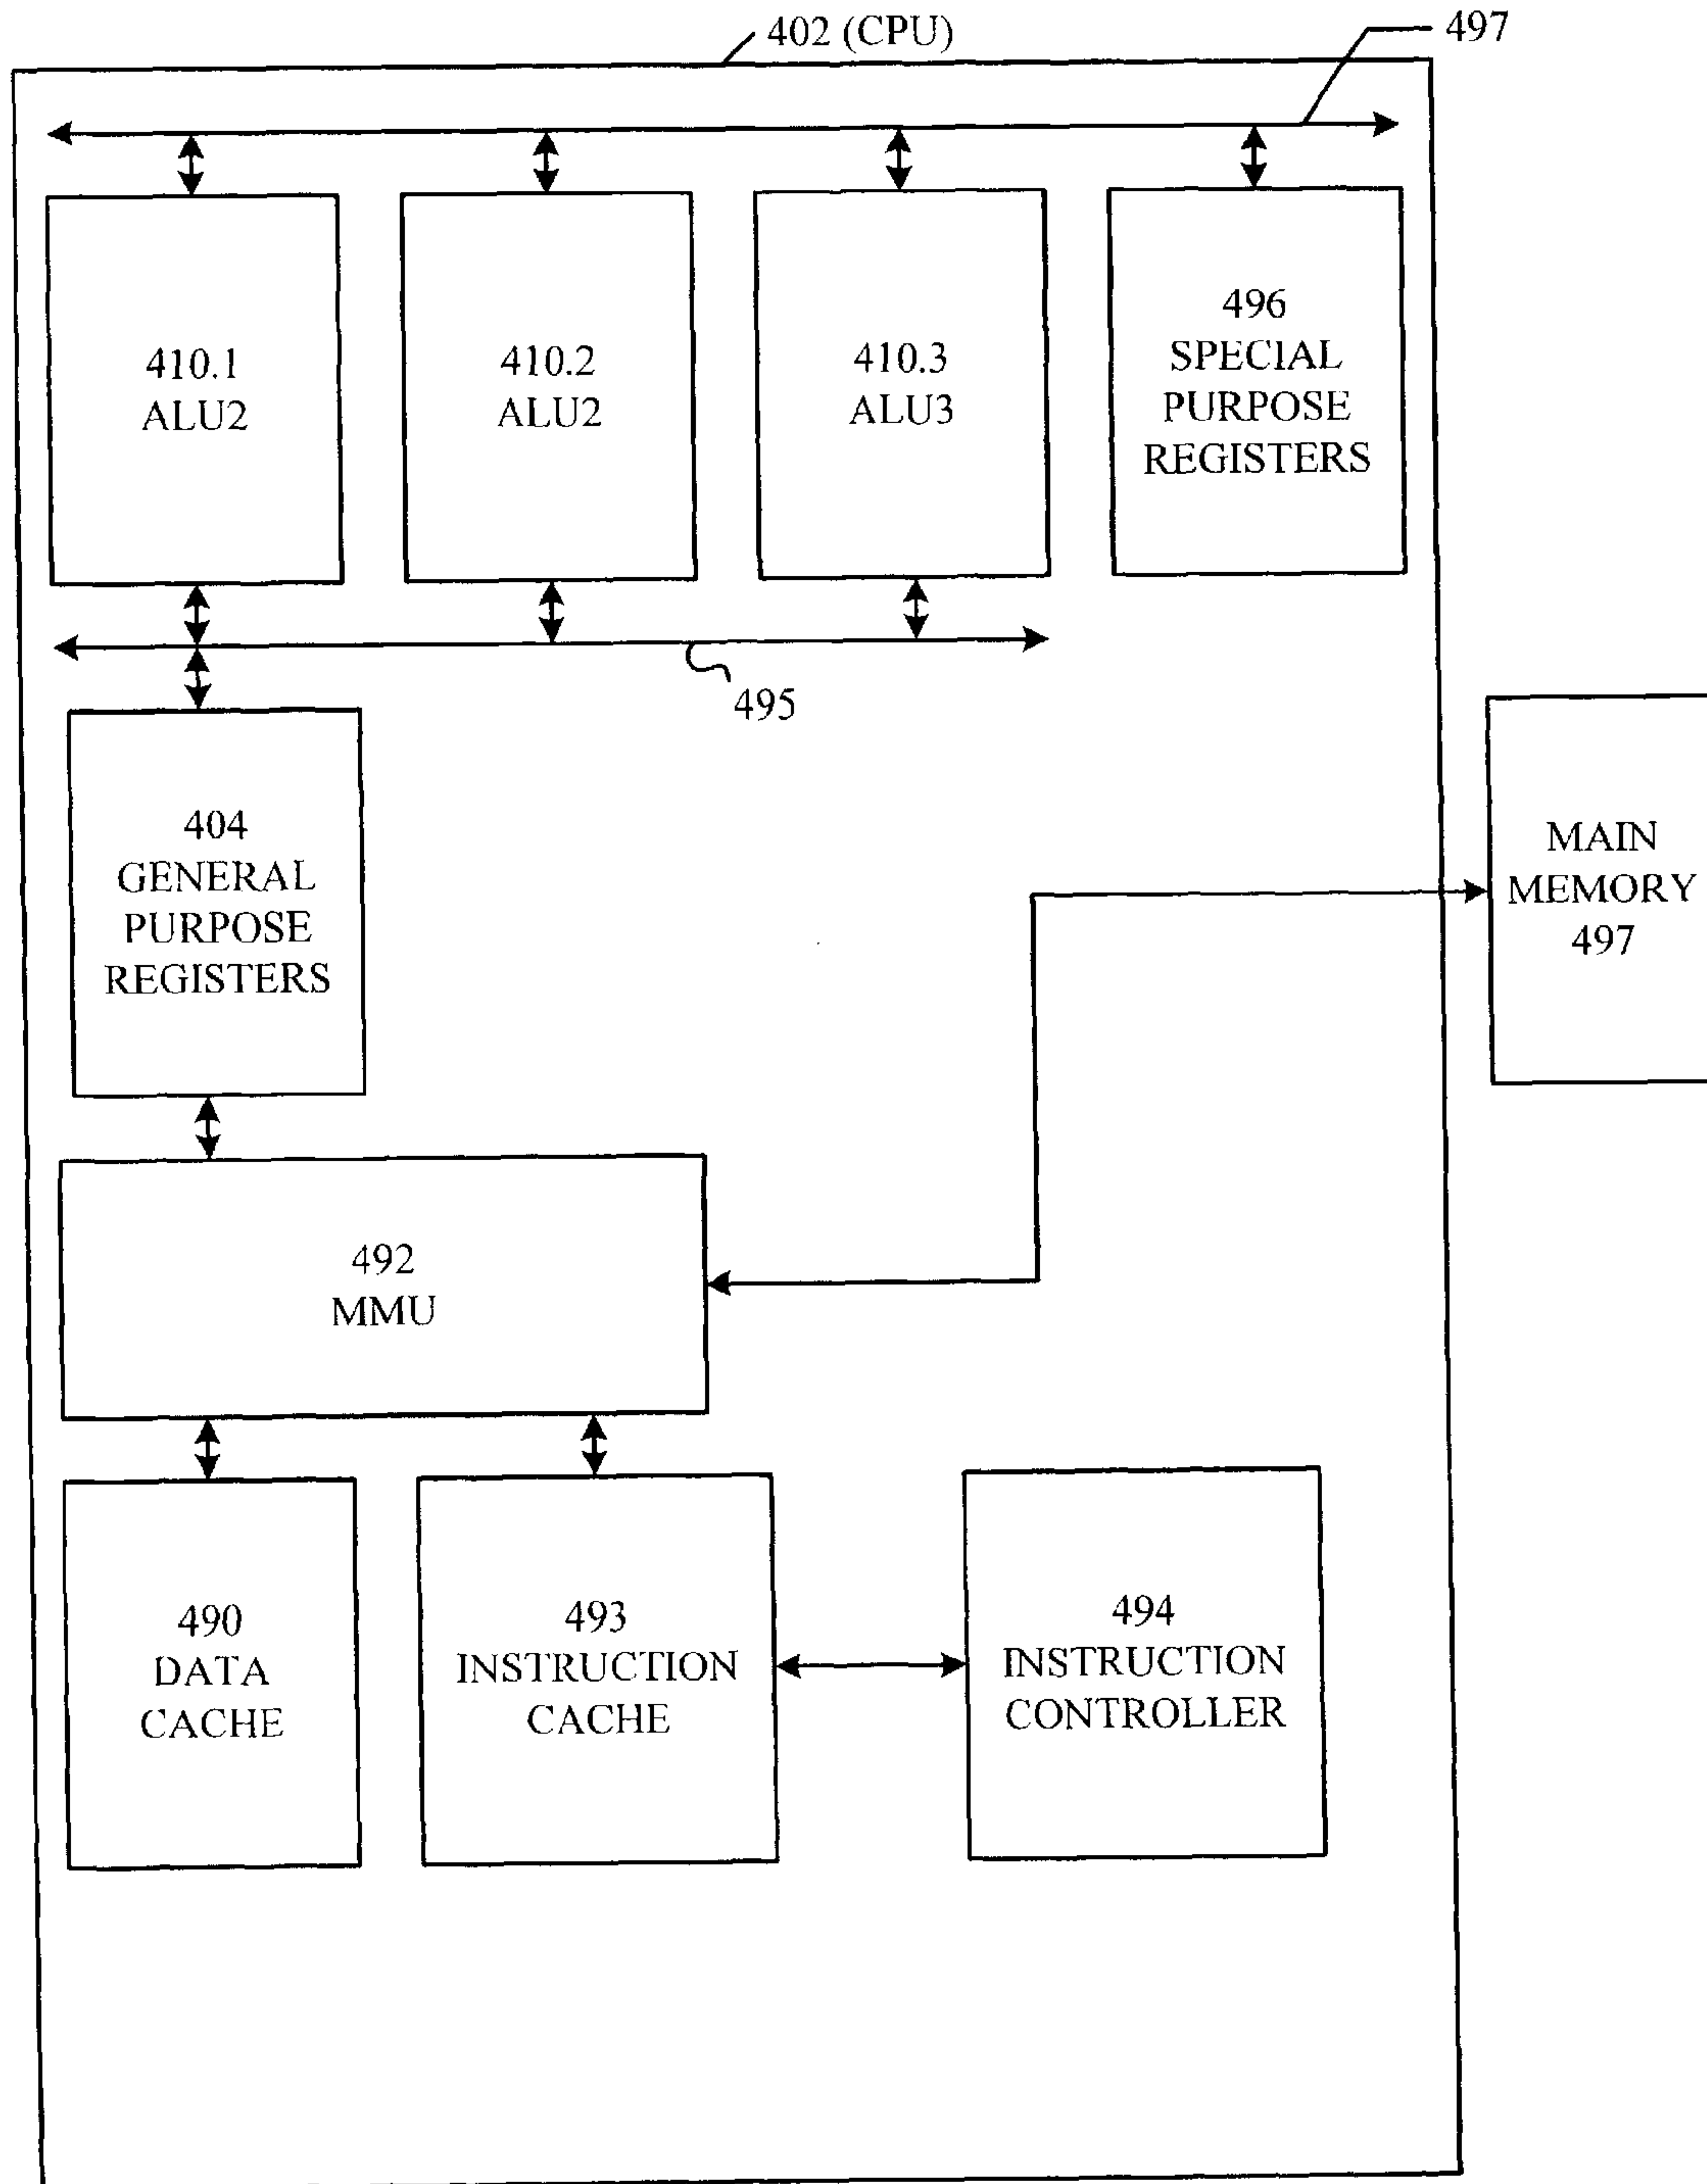 402 (CPU)
497
410.1
ALU2
410.2
ALU2
410.3
ALU3
496
SPECIAL
PURPOSE
REGISTERS
495
404
GENERAL
PURPOSE
REGISTERS
MAIN
MEMORY
497
492
MMU
490
DATA
CACHE
493
INSTRUCTION
CACHE
494
INSTRUCTION
CONTROLLER